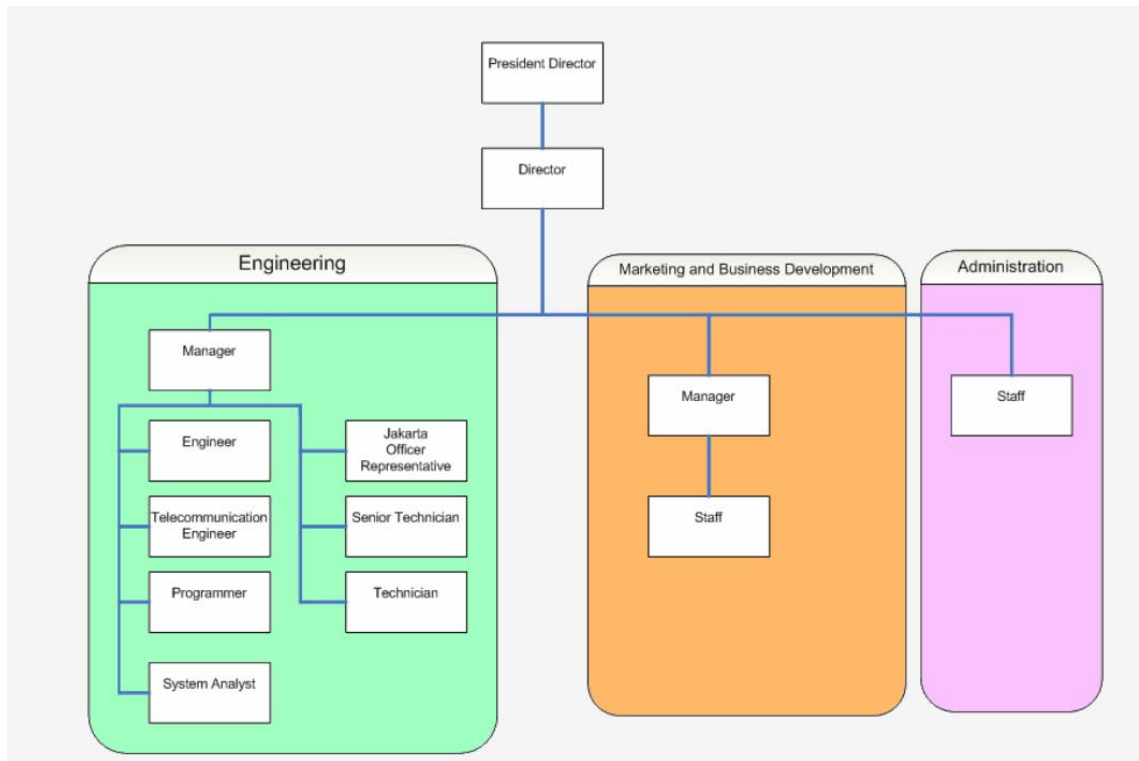 President Director
Director
Engineering
Marketing and Business Development
Administration
Manager
Engineer
Telecommunication
Engineer
Programmer
System Analyst
Jakarta
Officer
Representative
Senior Technician
Technician
Manager
Staff
Staff